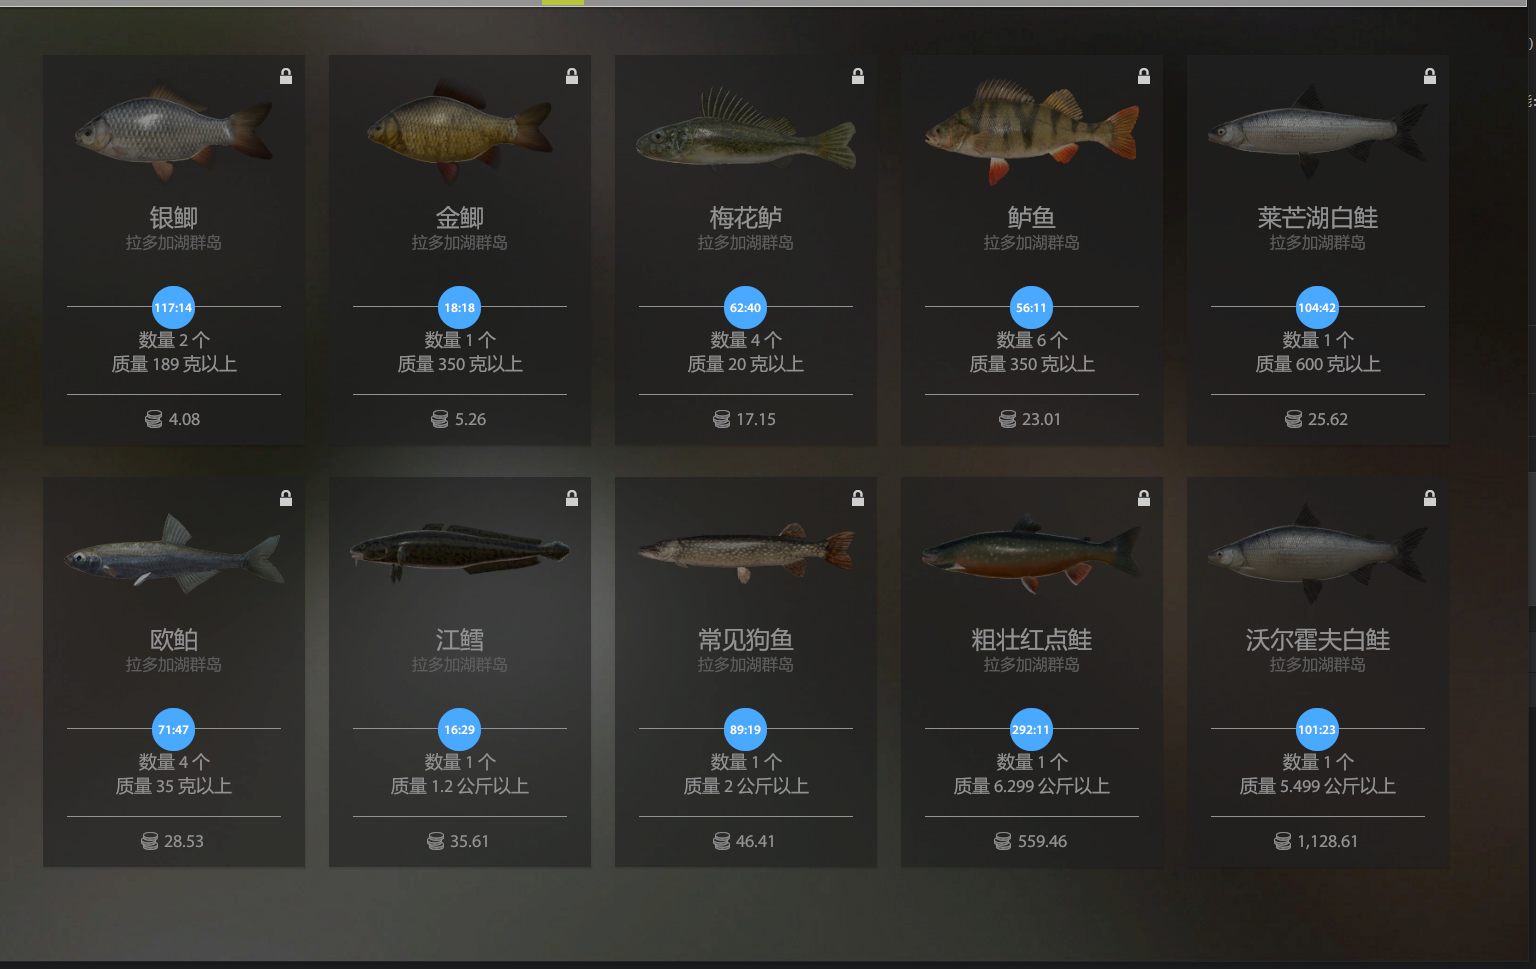 银鲫
拉多加湖群岛
117:14
数量 2 个
质量 189 克以上
4.08
金鲫
拉多加湖群岛
18:18
数量 1 个
质量 350 克以上
5.26
梅花鲈
拉多加湖群岛
62:40
数量 4 个
质量 20 克以上
17.15
鲈鱼
拉多加湖群岛
56:11
数量 6 个
质量 350 克以上
23.01
莱芒湖白鲑
拉多加湖群岛
104:42
数量 1 个
质量 600 克以上
25.62
欧鲌
拉多加湖群岛
71:47
数量 4 个
质量 35 克以上
28.53
江鳕
拉多加湖群岛
16:29
数量 1 个
质量 1.2 公斤以上
35.61
常见狗鱼
拉多加湖群岛
89:19
数量 1 个
质量 2 公斤以上
46.41
粗壮红点鲑
拉多加湖群岛
292:11
数量 1 个
质量 6.299 公斤以上
559.46
沃尔霍夫白鲑
拉多加湖群岛
101:23
数量 1 个
质量 5.499 公斤以上
1,128.61